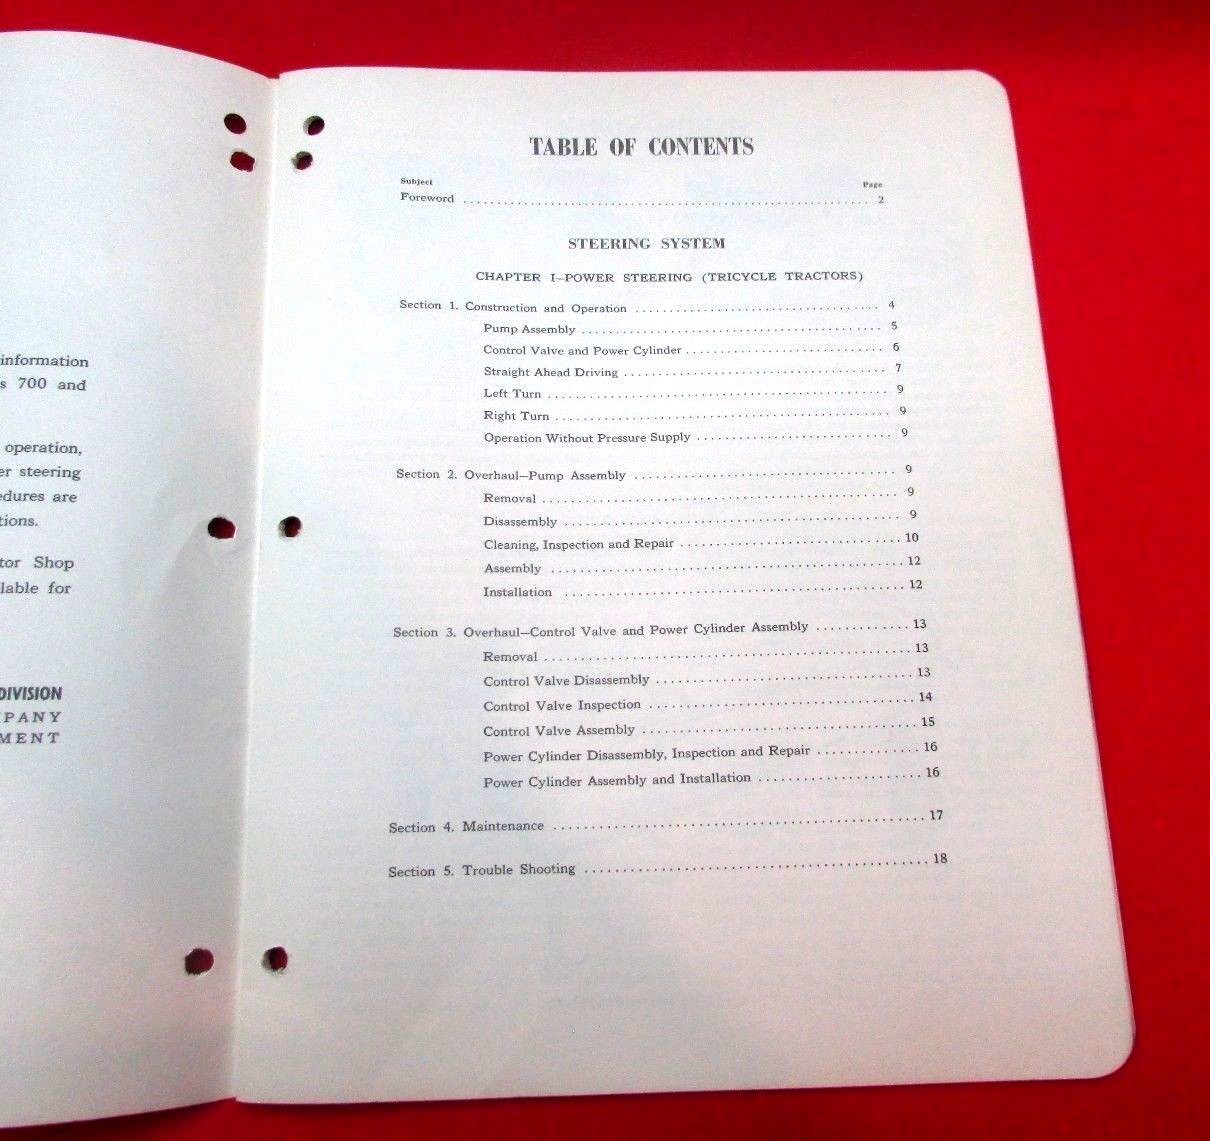 information
s 700 and
operation,
er steering
edures are
tions.
tor Shop
lable for
DIVISION
PANY
MENT
TABLE OF CONTENTS
Subject Page
Foreword ........................................................ 2
STEERING SYSTEM
CHAPTER I—POWER STEERING (TRICYCLE TRACTORS)
Section 1. Construction and Operation .................................. 4
Pump Assembly .......................................... 5
Control Valve and Power Cylinder ........................... 6
Straight Ahead Driving .................................... 7
Left Turn ............................................... 9
Right Turn .............................................. 9
Operation Without Pressure Supply ........................... 9
Section 2. Overhaul—Pump Assembly .................................. 9
Removal ................................................ 9
Disassembly ............................................. 9
Cleaning, Inspection and Repair .............................. 10
Assembly ............................................... 12
Installation ............................................. 12
Section 3. Overhaul—Control Valve and Power Cylinder Assembly ............. 13
Removal ................................................ 13
Control Valve Disassembly .................................. 13
Control Valve Inspection ................................... 14
Control Valve Assembly .................................... 15
Power Cylinder Disassembly, Inspection and Repair .............. 16
Power Cylinder Assembly and Installation ...................... 16
Section 4. Maintenance ................................................ 17
Section 5. Trouble Shooting ............................................. 18